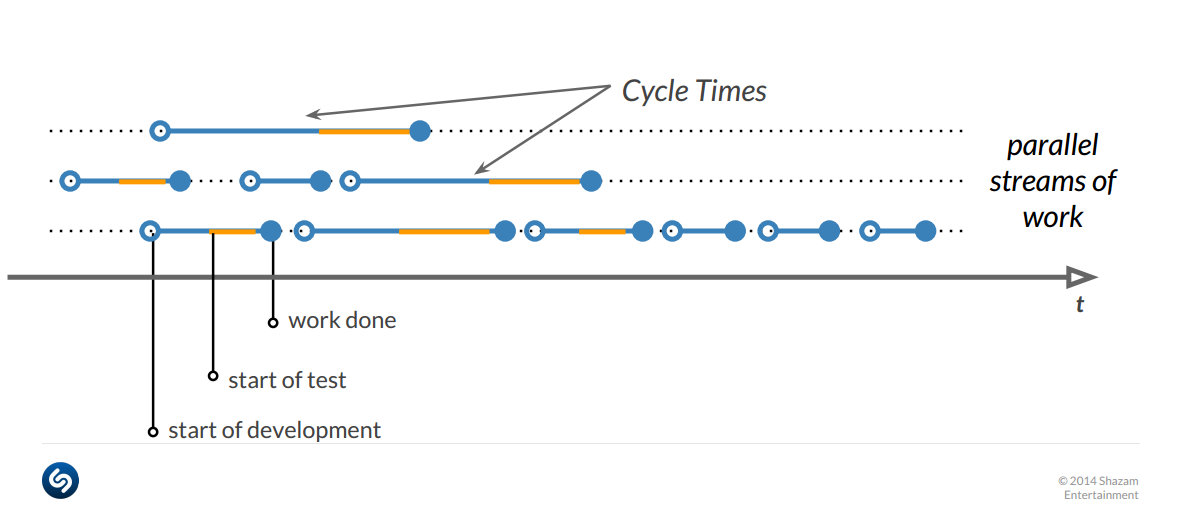 Cycle Times
parallel
streams of
work
t
work done
start of test
start of development
© 2014 Shazam
Entertainment